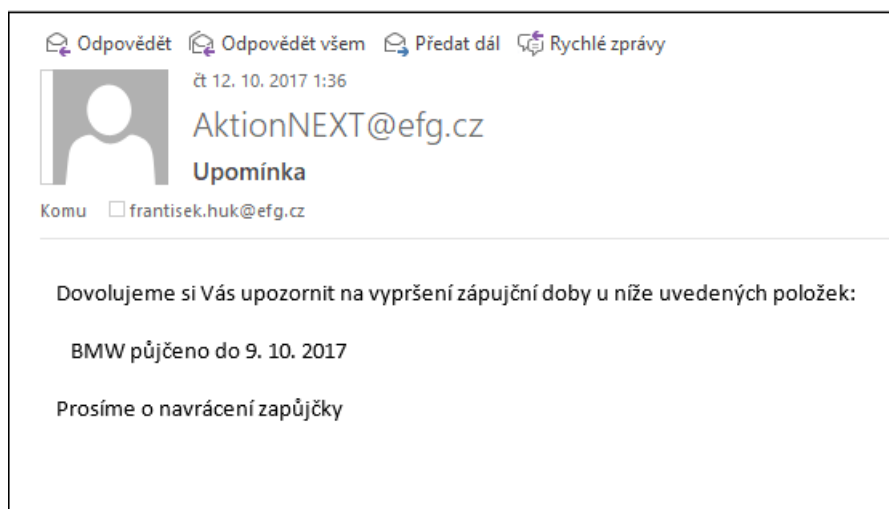 Odpovědět Odpovědět všem Předat dál Rychlé zprávy
čt 12. 10. 2017 1:36
AktionNEXT@efg.cz
Upomínka
Komu frantisek.huk@efg.cz
Dovolujeme si Vás upozornit na vypršení zápujční doby u níže uvedených položek:
BMW půjčeno do 9. 10. 2017
Prosíme o navrácení zapůjčky